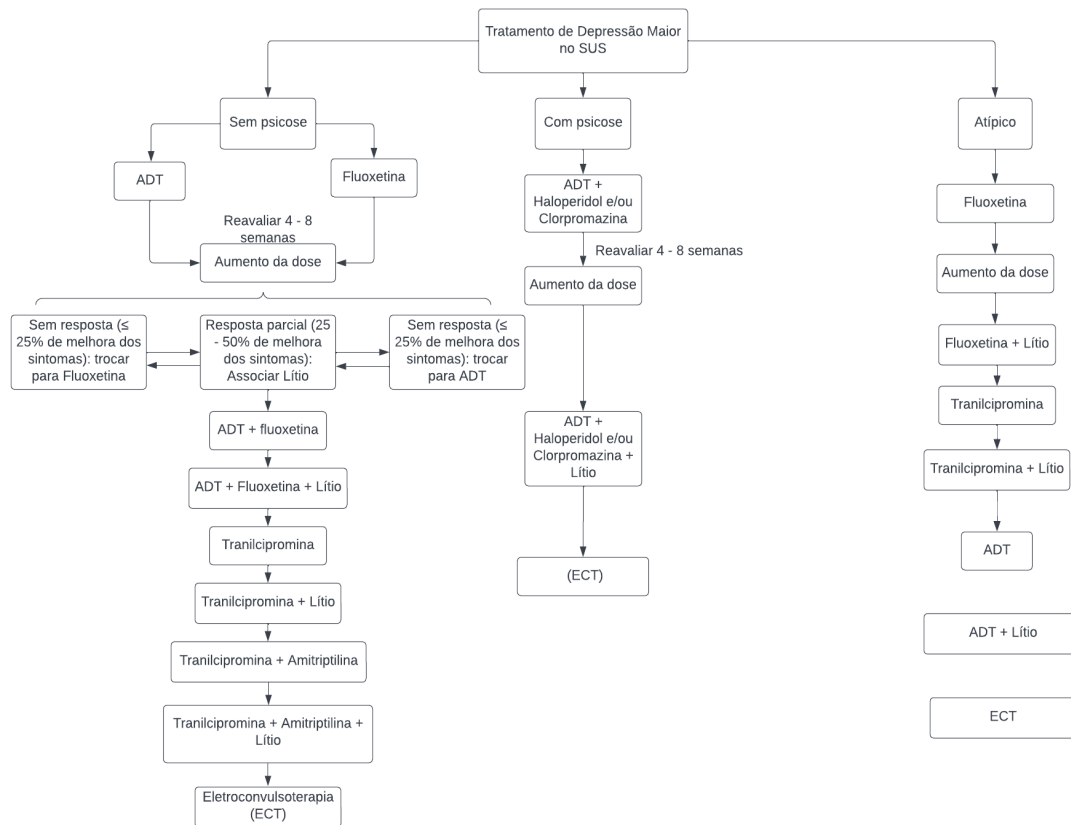 Tratamento de Depressão Maior
no SUS
Sem psicose
ADT
Fluoxetina
Reavaliar 4 - 8
semanas
Aumento da dose
Sem resposta (≤
25% de melhora dos
sintomas): trocar
para Fluoxetina
Resposta parcial (25
- 50% de melhora
dos sintomas):
Associar Lítio
Sem resposta (≤
25% de melhora dos
sintomas): trocar
para ADT
ADT + fluoxetina
ADT + Fluoxetina + Lítio
Tranilcipromina
Tranilcipromina + Lítio
Tranilcipromina + Amitriptilina
Tranilcipromina + Amitriptilina +
Lítio
Eletroconvulsoterapia
(ECT)
Com psicose
ADT +
Haloperidol e/ou
Clorpromazina
Reavaliar 4 - 8 semanas
Aumento da dose
ADT +
Haloperidol e/ou
Clorpromazina +
Lítio
(ECT)
Atípico
Fluoxetina
Aumento da dose
Fluoxetina + Lítio
Tranilcipromina
Tranilcipromina + Lítio
ADT
ADT + Lítio
ECT